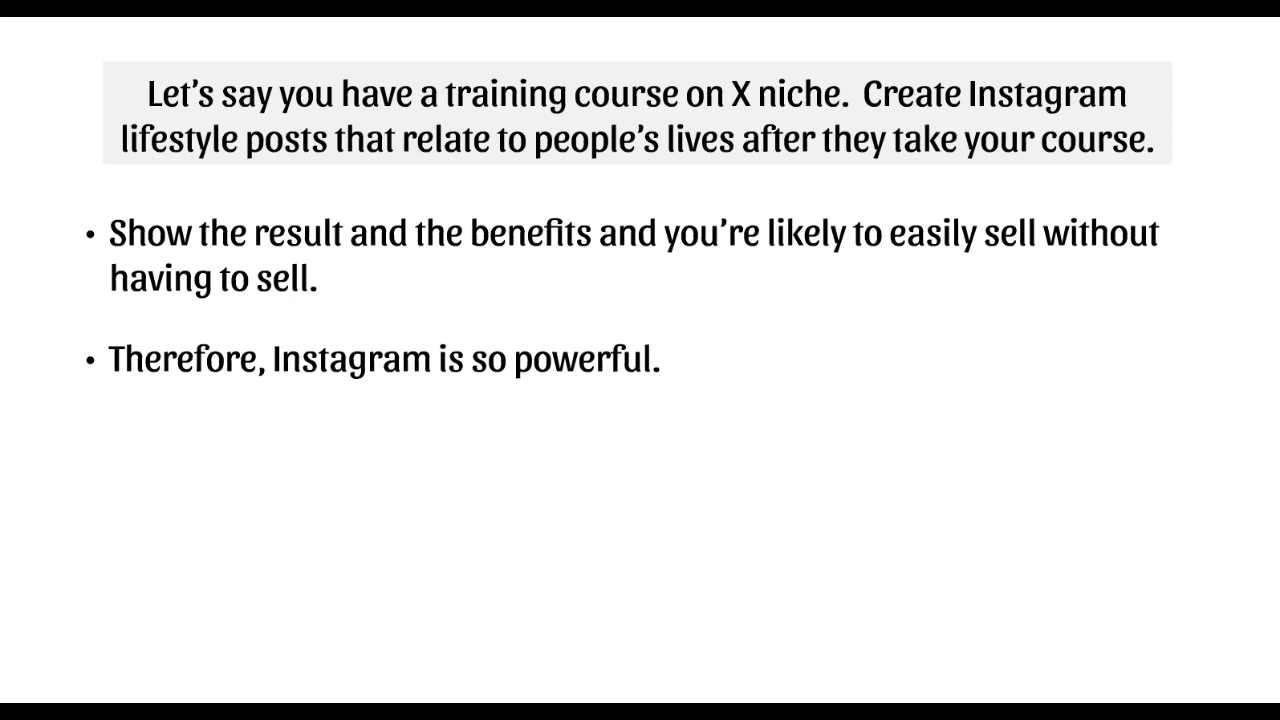 Let’s say you have a training course on X niche.  Create Instagram
lifestyle posts that relate to people’s lives after they take your course.
• Show the result and the benefits and you’re likely to easily sell without
having to sell.
• Therefore, Instagram is so powerful.